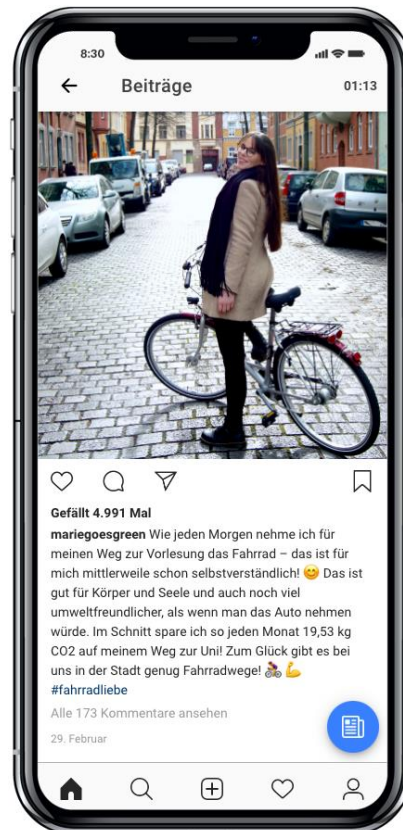 8:30
Beiträge
01:13
Gefällt 4.991 Mal
mariegoesgreen Wie jeden Morgen nehme ich für
meinen Weg zur Vorlesung das Fahrrad – das ist für
mich mittlerweile schon selbstverständlich! 😊 Das ist
gut für Körper und Seele und auch noch viel
umweltfreundlicher, als wenn man das Auto nehmen
würde. Im Schnitt spare ich so jeden Monat 19,53 kg
CO2 auf meinem Weg zur Uni! Zum Glück gibt es bei
uns in der Stadt genug Fahrradwege! 🚴‍♀️ 💪
#fahrradliebe
Alle 173 Kommentare ansehen
29. Februar